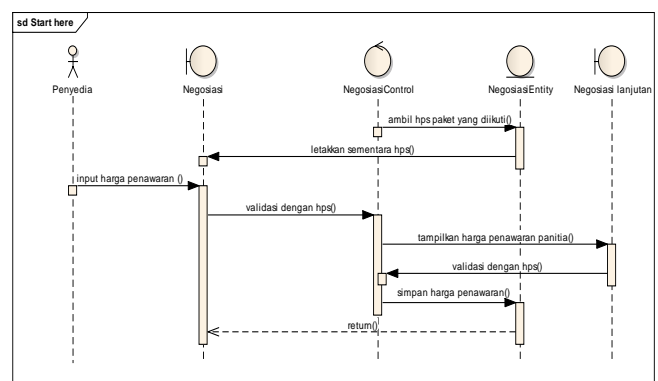 sd Start here
Penyedia
Negosiasi
NegosiasiControl
NegosiasiEntity
Negosiasi lanjutan
ambil hps paket yang diikuti()
letakkan sementara hps()
input harga penawaran ()
validasi dengan hps()
tampilkan harga penawaran panitia()
validasi dengan hps()
simpan harga penawaran()
return()